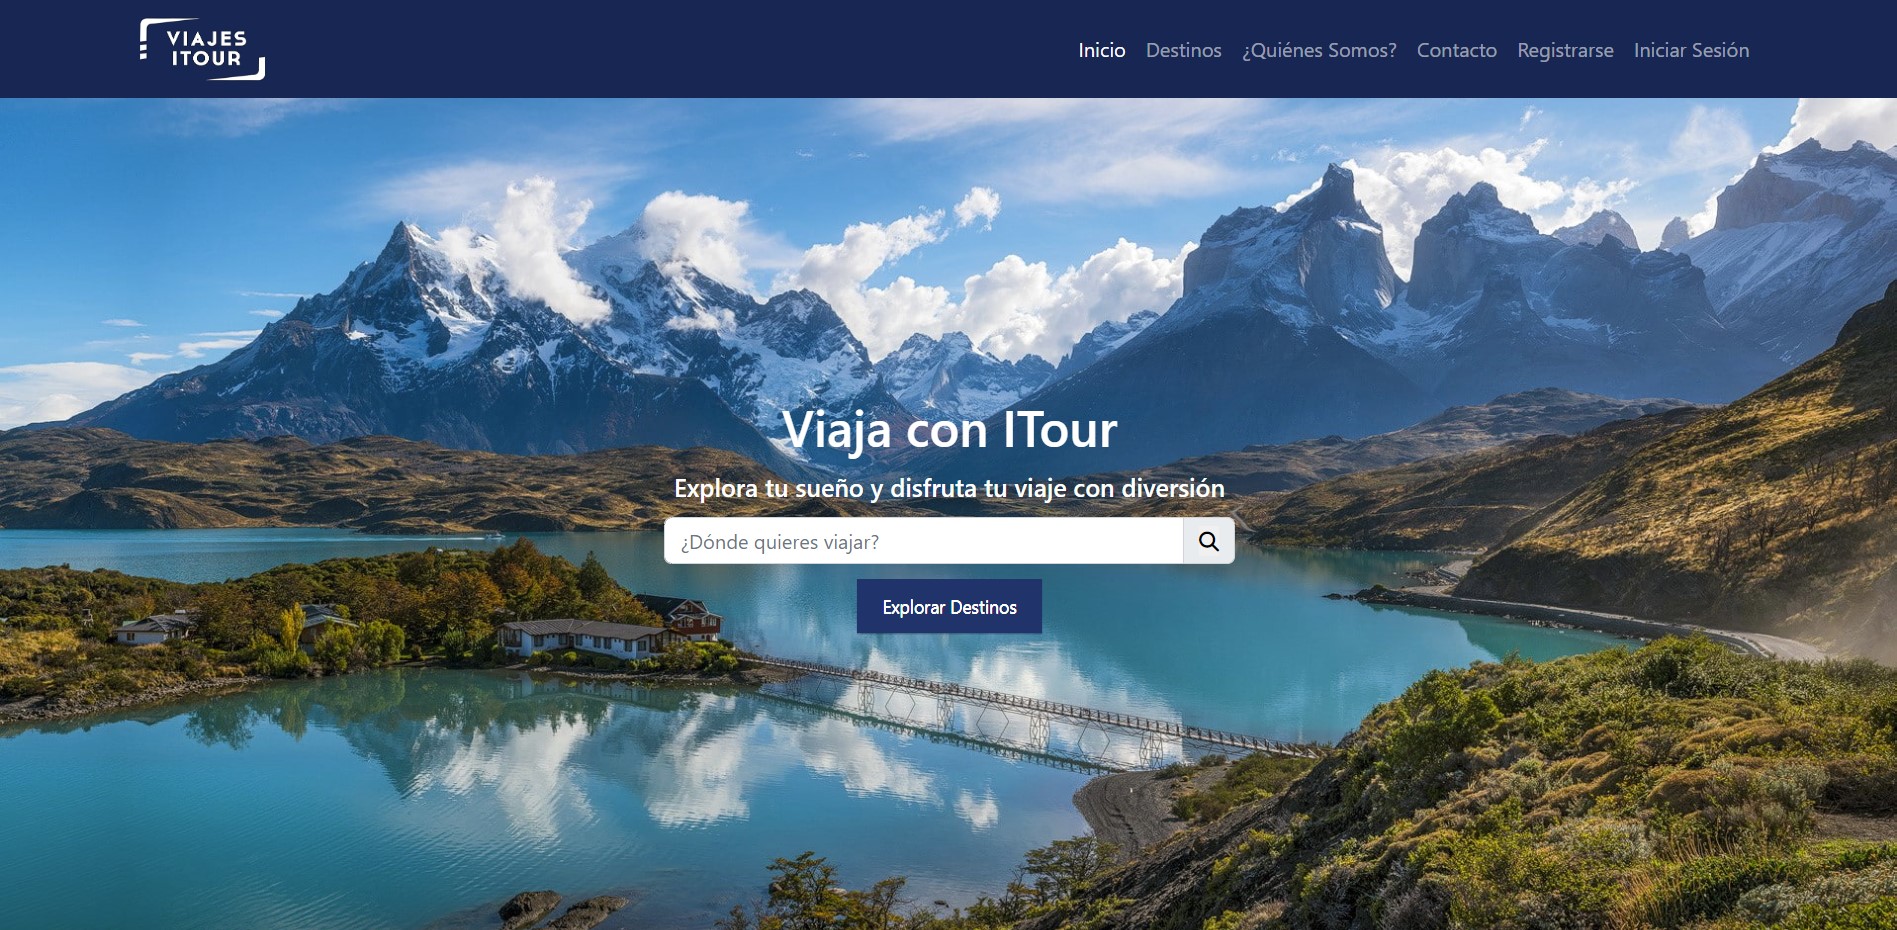 VIAJES
ITOUR
Inicio Destinos ¿Quiénes Somos? Contacto Registrarse Iniciar Sesión
Viaja con ITour
Explora tu sueño y disfruta tu viaje con diversión
¿Dónde quieres viajar?
Explorar Destinos